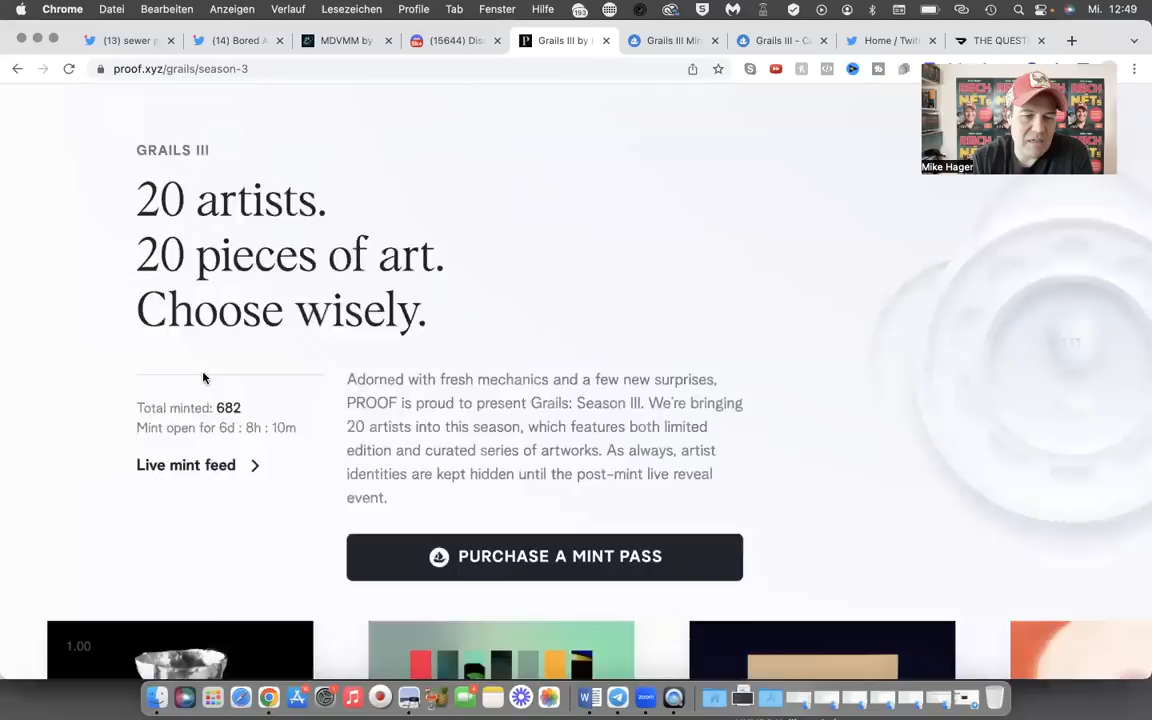 Chrome Datei Bearbeiten Anzeigen Verlauf Lesezeichen Profile Tab Fenster Hilfe 193 Mi. 12:49
(13) sewer p (14) Bored A MDVMM by (15644) Disc Grails III by Grails III Min Grails III – C Home / Twit THE QUEST
proof.xyz/grails/season-3
Mike Hager
GRAILS III
20 artists.
20 pieces of art.
Choose wisely.
Total minted: 682
Mint open for 6d : 8h : 10m
Live mint feed
Adorned with fresh mechanics and a few new surprises,
PROOF is proud to present Grails: Season III. We're bringing
20 artists into this season, which features both limited
edition and curated series of artworks. As always, artist
identities are kept hidden until the post-mint live reveal
event.
PURCHASE A MINT PASS
1.00